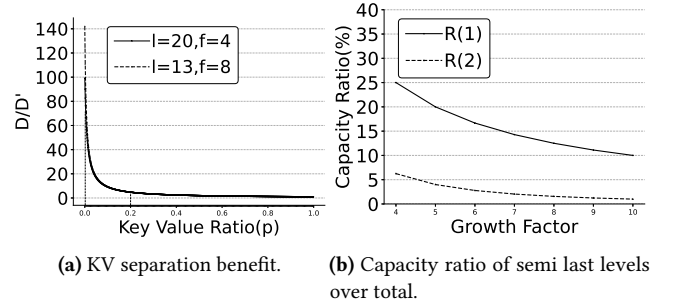 140
120
100
80
60
40
20
0
D/D'
l=20,f=4
l=13,f=8
0.0 0.2 0.4 0.6 0.8 1.0
Key Value Ratio(p)
(a) KV separation benefit.
40
35
30
25
20
15
10
5
0
Capacity Ratio(%)
R(1)
R(2)
4 5 6 7 8 9 10
Growth Factor
(b) Capacity ratio of semi last levels
over total.